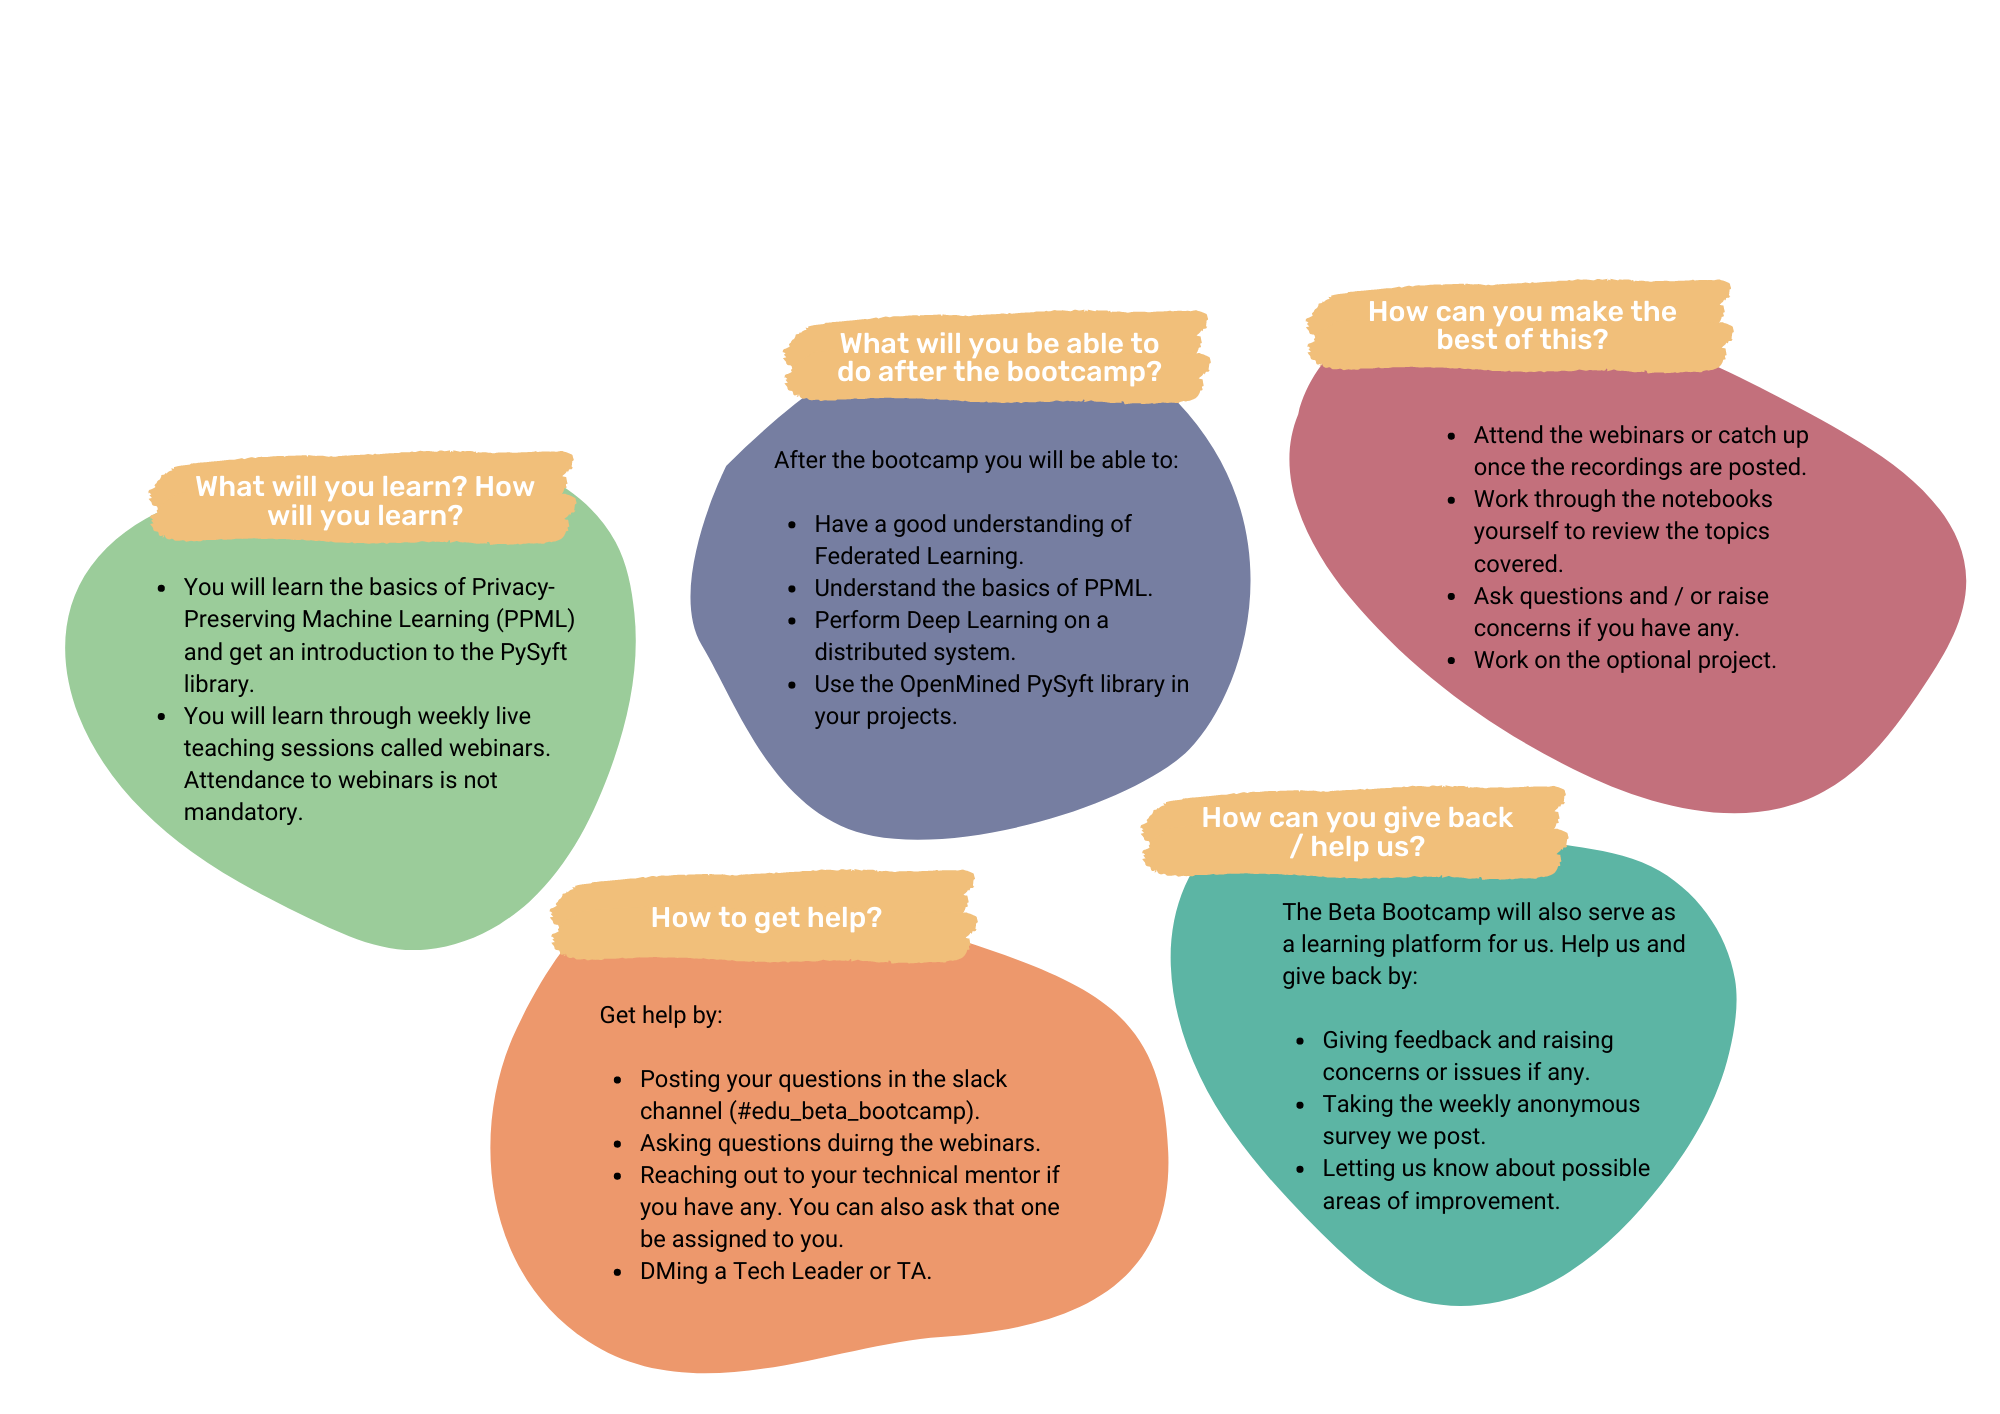 What will you learn? How
will you learn?
• You will learn the basics of Privacy-
Preserving Machine Learning (PPML)
and get an introduction to the PySyft
library.
• You will learn through weekly live
teaching sessions called webinars.
Attendance to webinars is not
mandatory.
What will you be able to
do after the bootcamp?
After the bootcamp you will be able to:
• Have a good understanding of
Federated Learning.
• Understand the basics of PPML.
• Perform Deep Learning on a
distributed system.
• Use the OpenMined PySyft library in
your projects.
How can you make the
best of this?
• Attend the webinars or catch up
once the recordings are posted.
• Work through the notebooks
yourself to review the topics
covered.
• Ask questions and / or raise
concerns if you have any.
• Work on the optional project.
How to get help?
Get help by:
• Posting your questions in the slack
channel (#edu_beta_bootcamp).
• Asking questions duirng the webinars.
• Reaching out to your technical mentor if
you have any. You can also ask that one
be assigned to you.
• DMing a Tech Leader or TA.
How can you give back
/ help us?
The Beta Bootcamp will also serve as
a learning platform for us. Help us and
give back by:
• Giving feedback and raising
concerns or issues if any.
• Taking the weekly anonymous
survey we post.
• Letting us know about possible
areas of improvement.